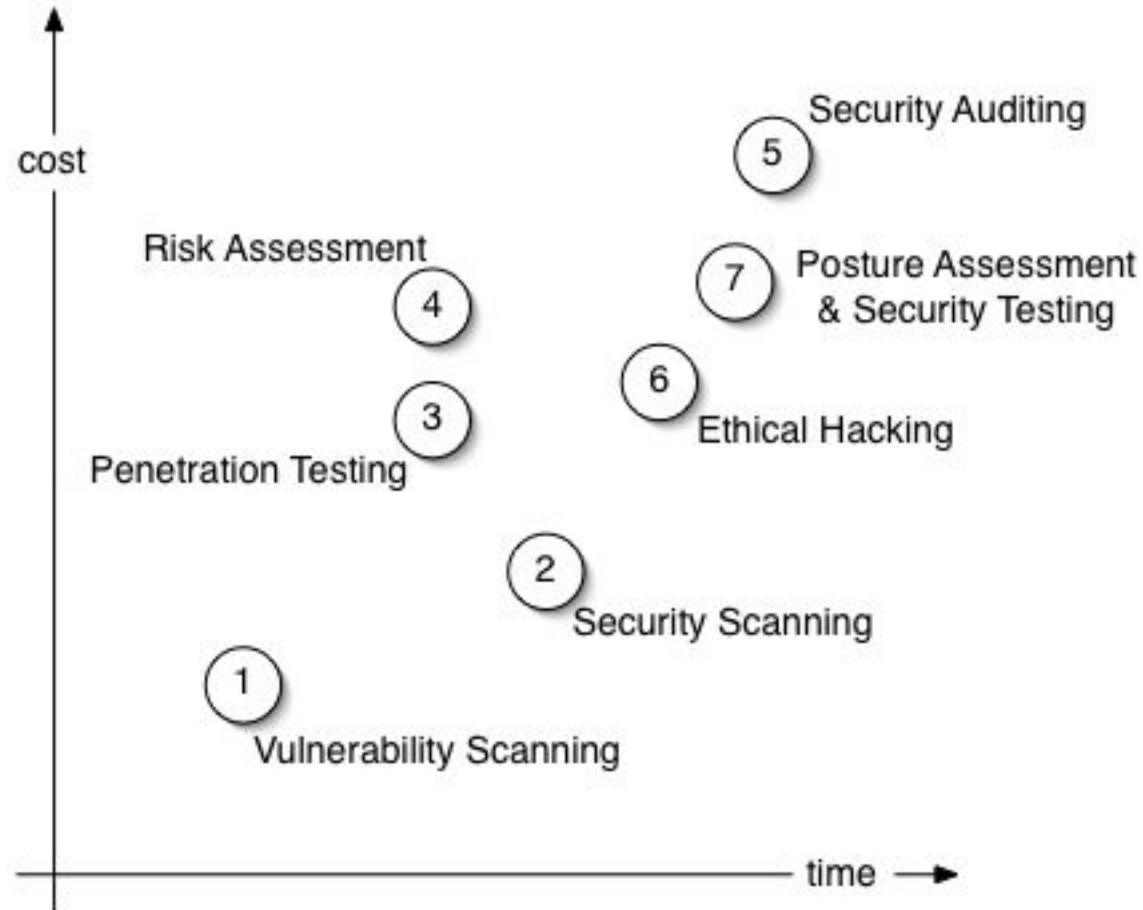 Security Auditing
5
cost
Risk Assessment
4
7
Posture Assessment
& Security Testing
6
3
Ethical Hacking
Penetration Testing
2
Security Scanning
1
Vulnerability Scanning
time